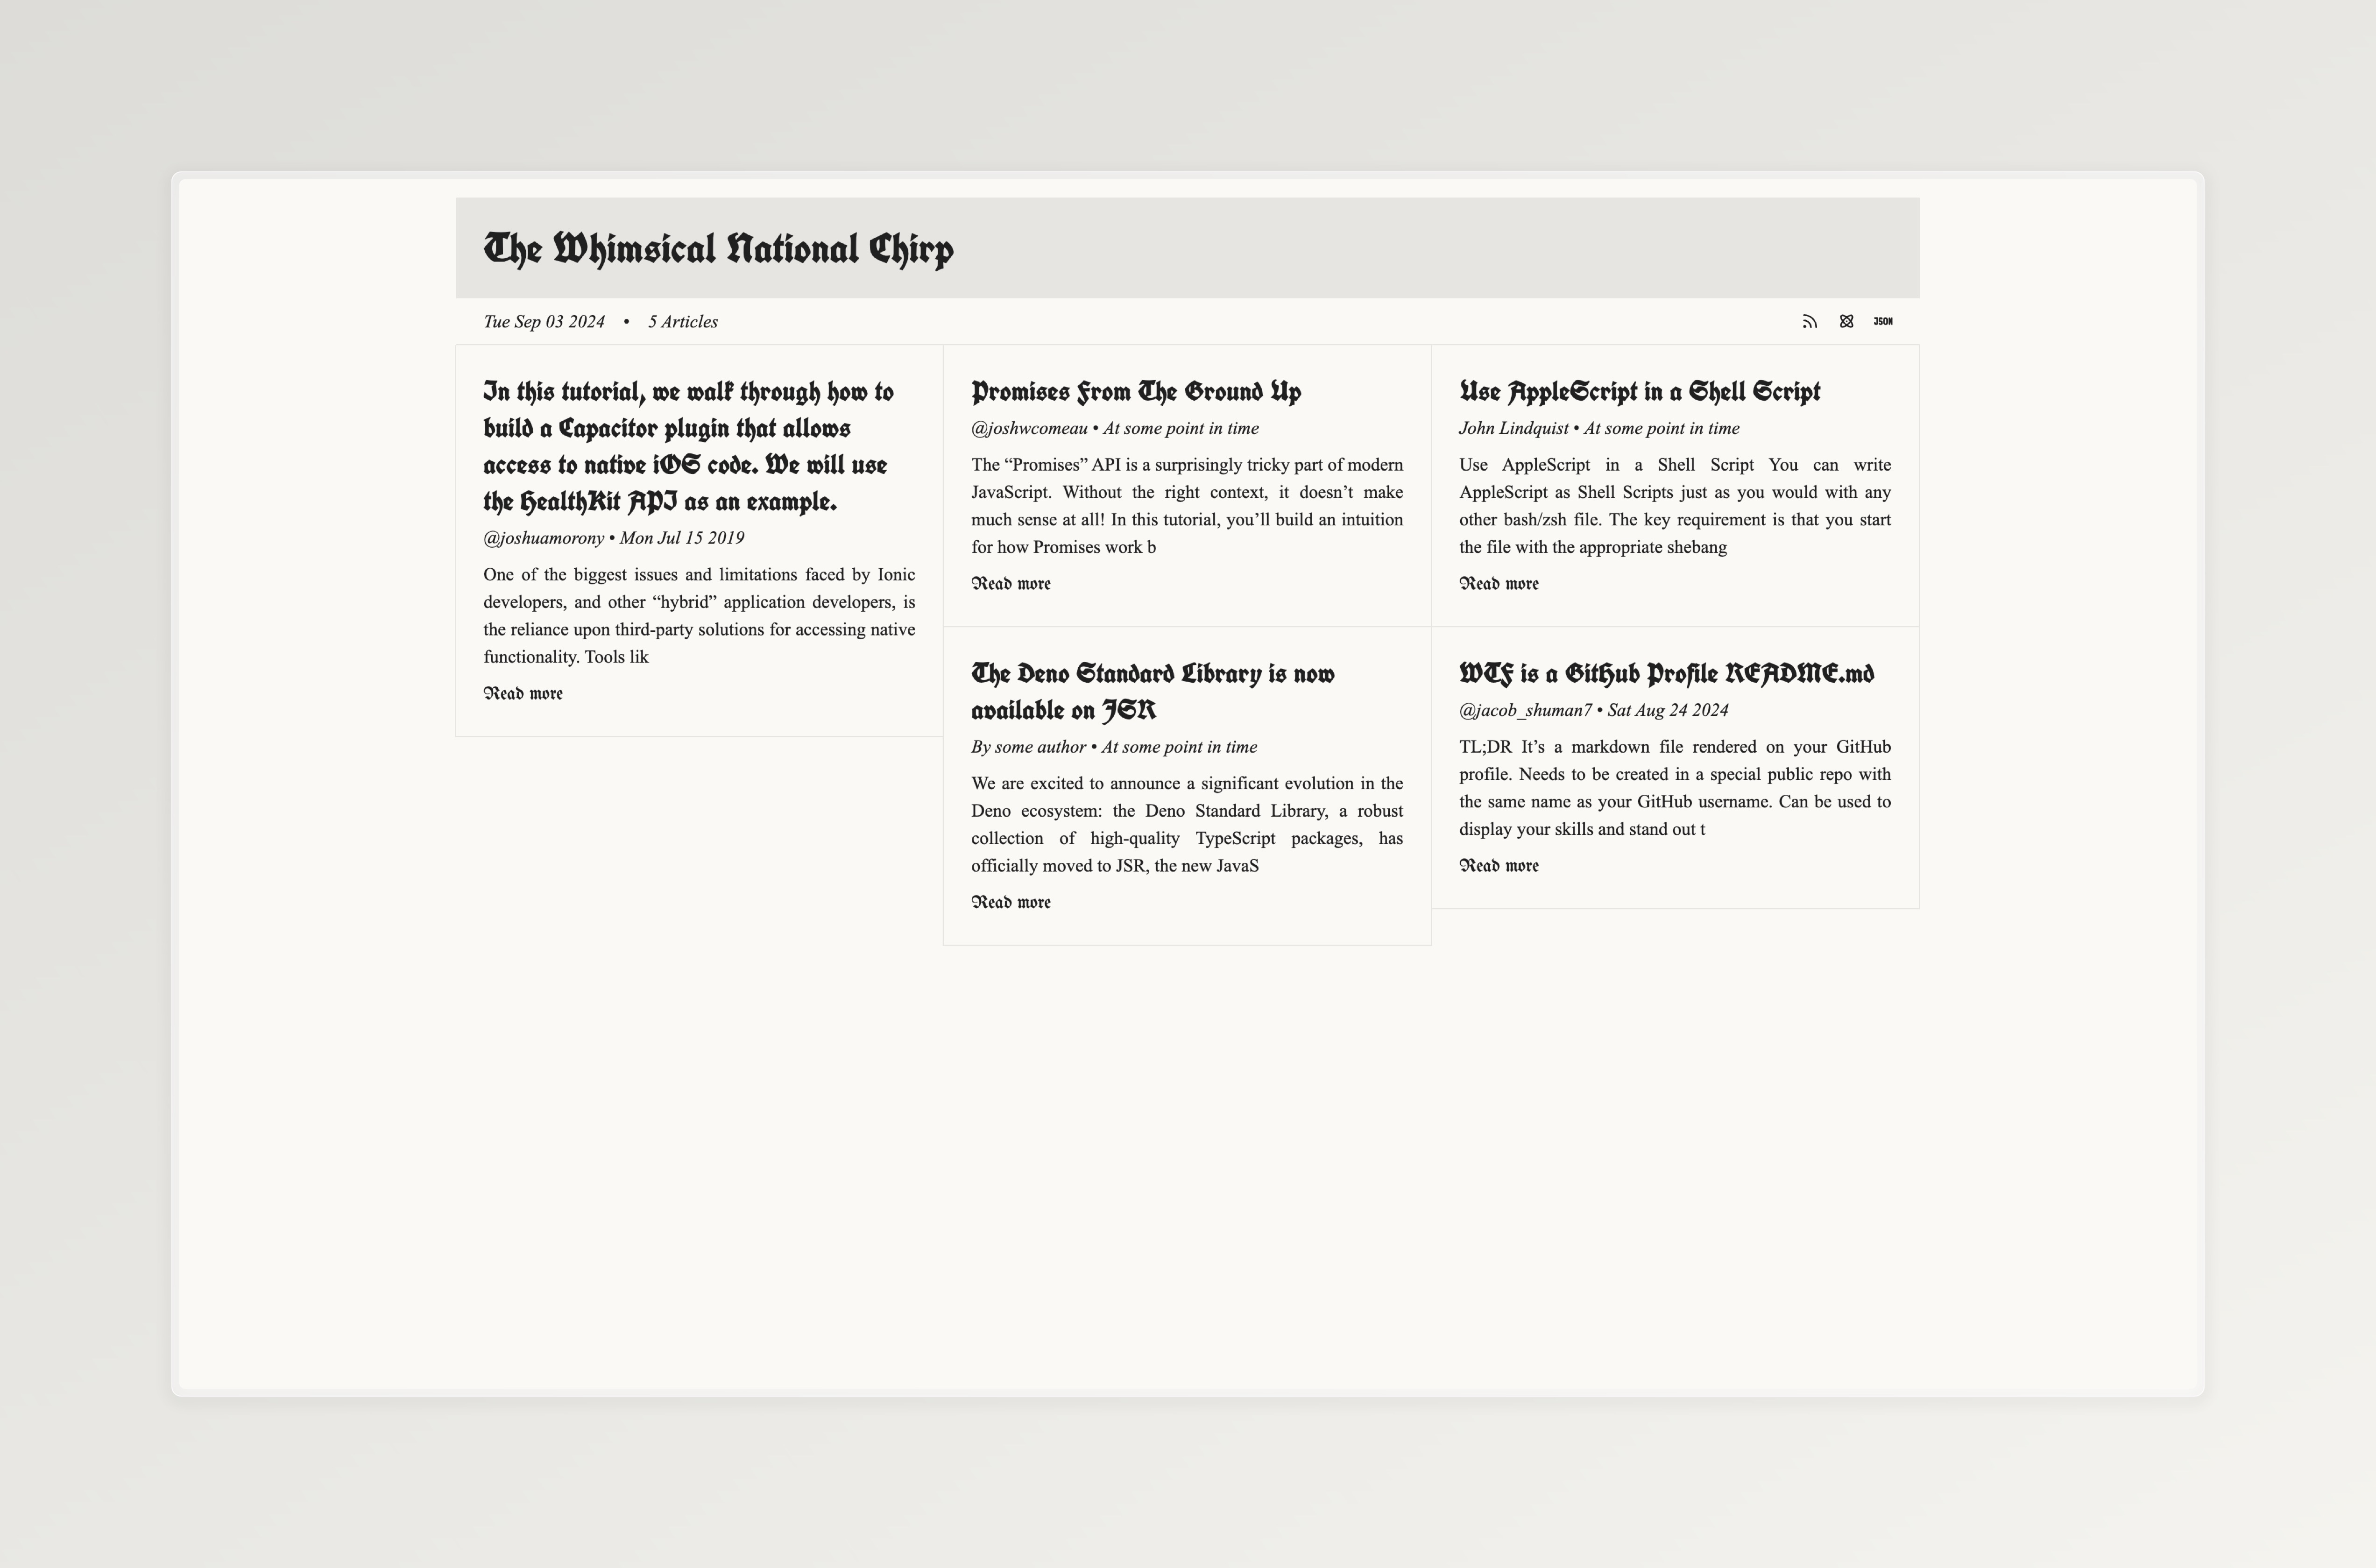 The Whimsical National Chirp
Tue Sep 03 2024 • 5 Articles
JSON
In this tutorial, we walk through how to
build a Capacitor plugin that allows
access to native iOS code. We will use
the HealthKit API as an example.
@joshuamorony • Mon Jul 15 2019
One of the biggest issues and limitations faced by Ionic
developers, and other “hybrid” application developers, is
the reliance upon third-party solutions for accessing native
functionality. Tools lik
Read more
Promises From The Ground Up
@joshwcomeau • At some point in time
The “Promises” API is a surprisingly tricky part of modern
JavaScript. Without the right context, it doesn’t make
much sense at all! In this tutorial, you’ll build an intuition
for how Promises work b
Read more
The Deno Standard Library is now
available on JSR
By some author • At some point in time
We are excited to announce a significant evolution in the
Deno ecosystem: the Deno Standard Library, a robust
collection of high-quality TypeScript packages, has
officially moved to JSR, the new JavaS
Read more
Use AppleScript in a Shell Script
John Lindquist • At some point in time
Use AppleScript in a Shell Script You can write
AppleScript as Shell Scripts just as you would with any
other bash/zsh file. The key requirement is that you start
the file with the appropriate shebang
Read more
WTF is a GitHub Profile README.md
@jacob_shuman7 • Sat Aug 24 2024
TL;DR It’s a markdown file rendered on your GitHub
profile. Needs to be created in a special public repo with
the same name as your GitHub username. Can be used to
display your skills and stand out t
Read more